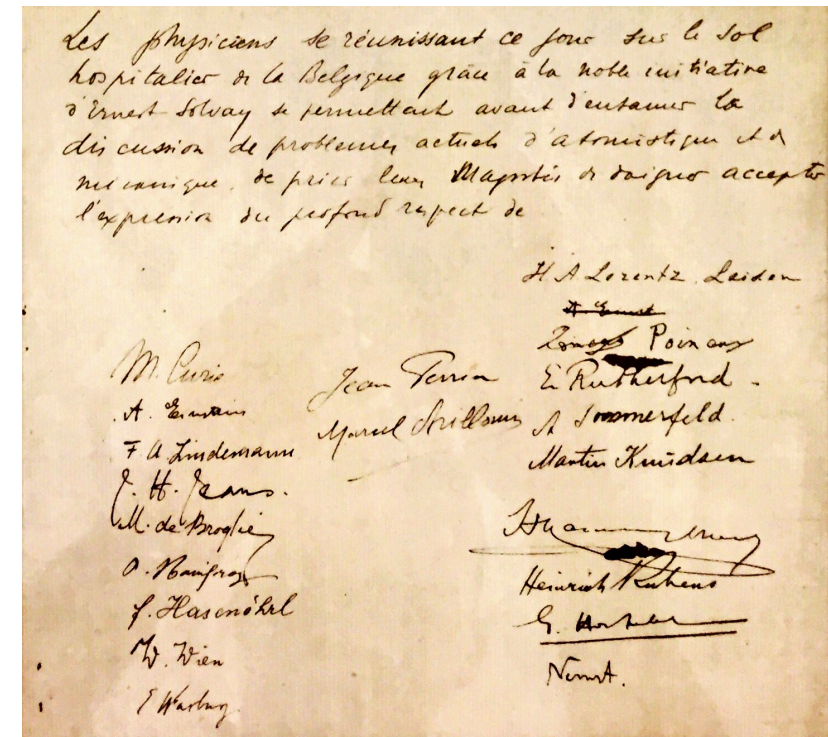 Les physiciens se réunissant ce jour sur le sol
hospitalier de la Belgique grâce à la noble initiative
d'Ernest Solvay se permettent avant d'entamer la
discussion de problèmes actuels d'atomistique et de
mécanique, de prier leurs Majestés de daigner accepter
l'expression du profond respect de
H A Lorentz. Leiden
Poincaré
E. Rutherford
A Sommerfeld.
Martin Knudsen
Heinrich Rubens
G.
Nernst.
Jean Perrin
Marcel Brillouin
M. Curie
A. Einstein
F. A. Lindemann
J. H. Jeans.
M. de Broglie
F. Hasenöhrl
W. Wien
E Warburg